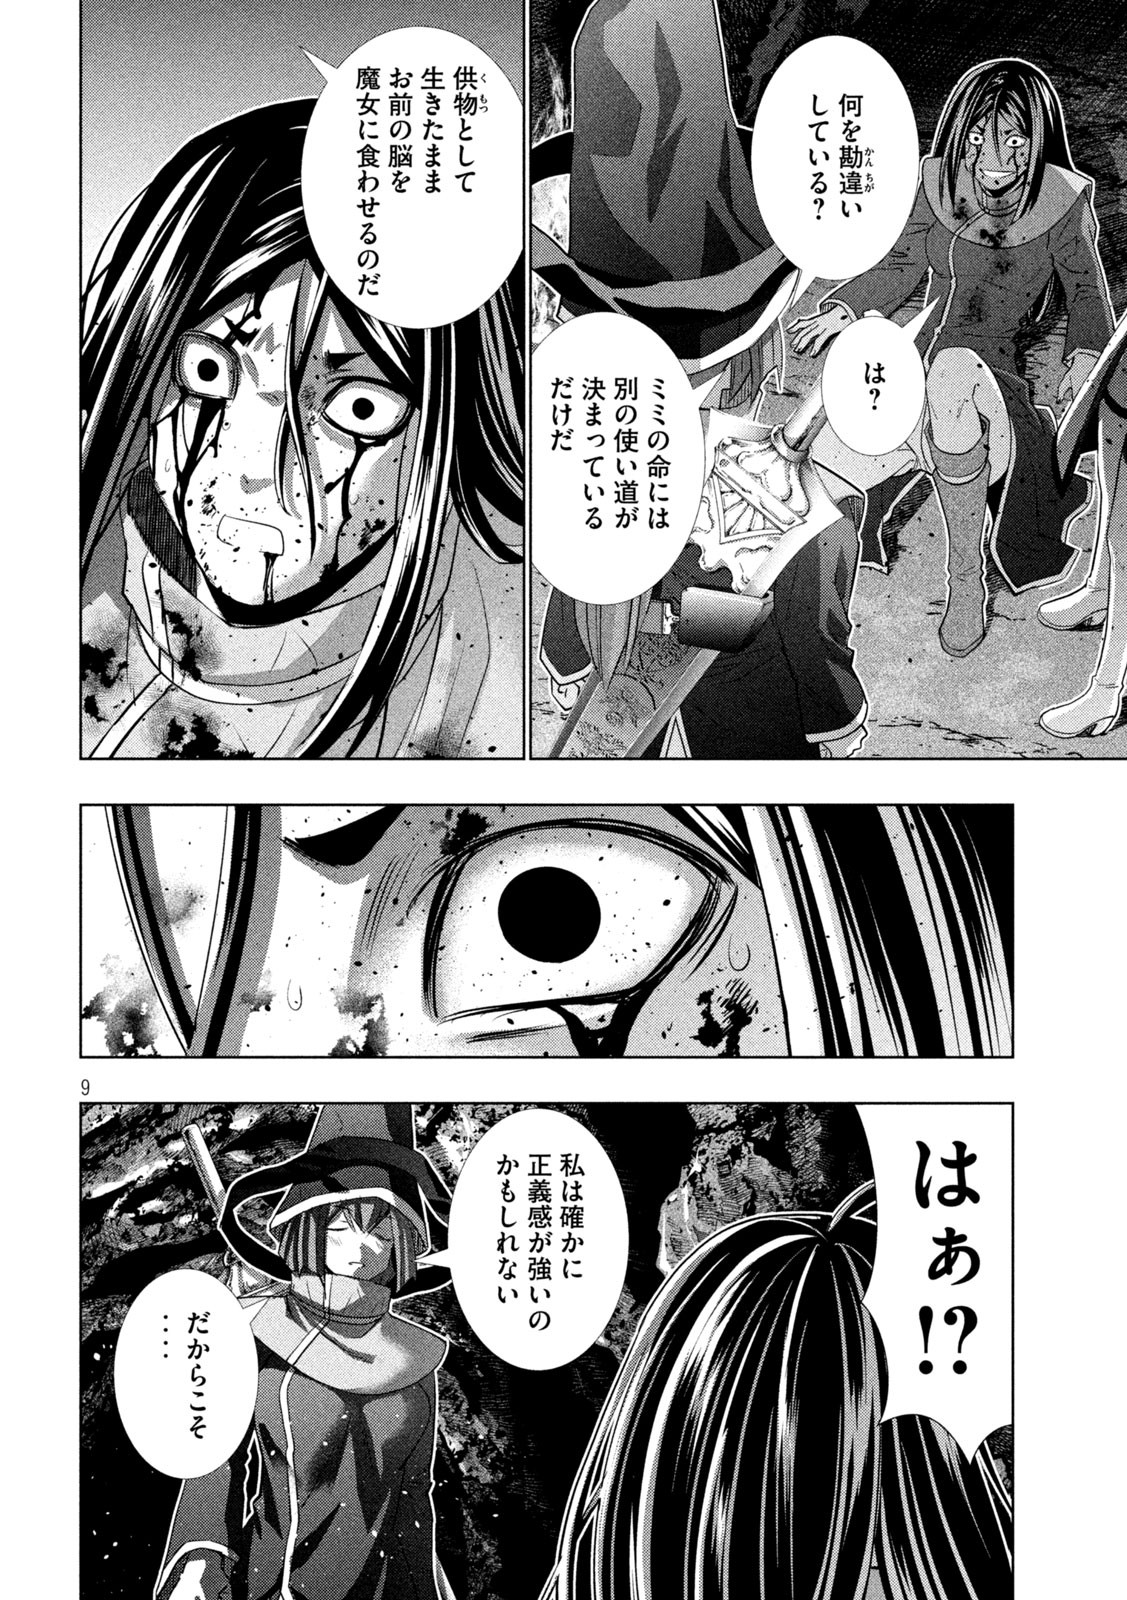 何を勘違い
している？
は？
ミミの命には
別の使い道が
決まっている
だけだ
供物として
生きたまま
お前の脳を
魔女に食わせるのだ
はぁ!?
私は確かに
正義感が強いの
かもしれない
だからこそ
‥‥
9